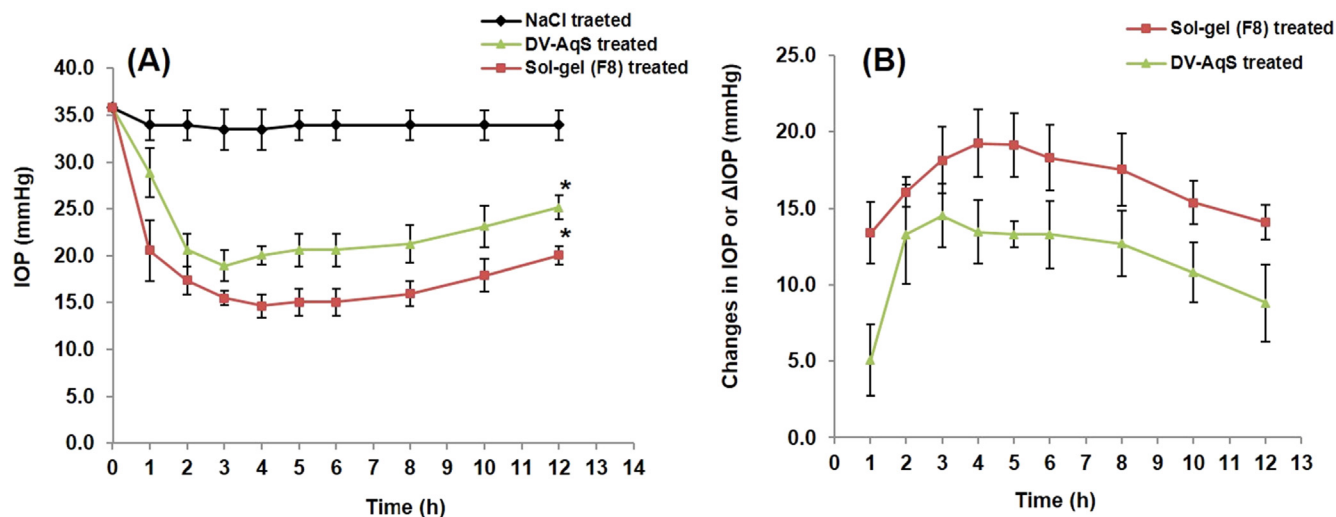 NaCl traeted
DV-AqS treated
Sol-gel (F8) treated
(A)
40.0
35.0
30.0
25.0
20.0
15.0
10.0
5.0
0.0
IOP (mmHg)
*
*
0 1 2 3 4 5 6 7 8 9 10 11 12 13 14
Time (h)
Sol-gel (F8) treated
DV-AqS treated
(B)
25.0
20.0
15.0
10.0
5.0
0.0
Changes in IOP or ΔIOP (mmHg)
1 2 3 4 5 6 7 8 9 10 11 12 13
Time (h)